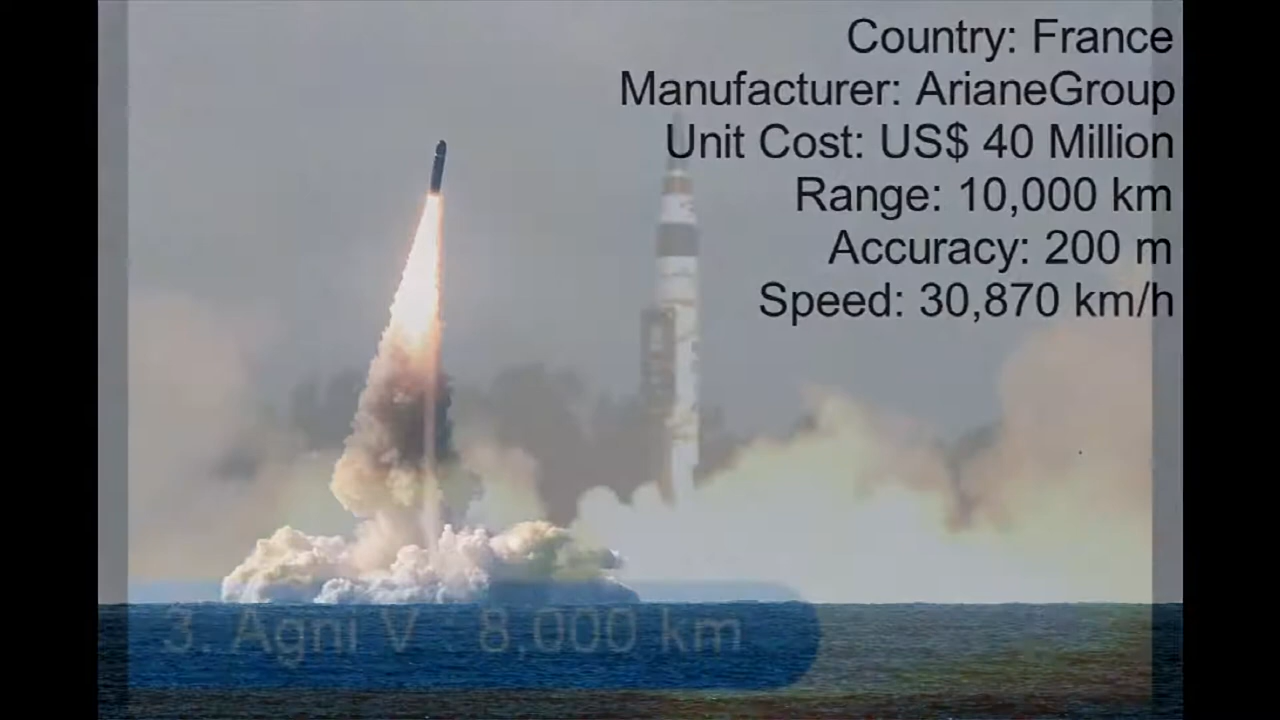 Country: France
Manufacturer: ArianeGroup
Unit Cost: US$ 40 Million
Range: 10,000 km
Accuracy: 200 m
Speed: 30,870 km/h
3. Agni V : 8,000 km